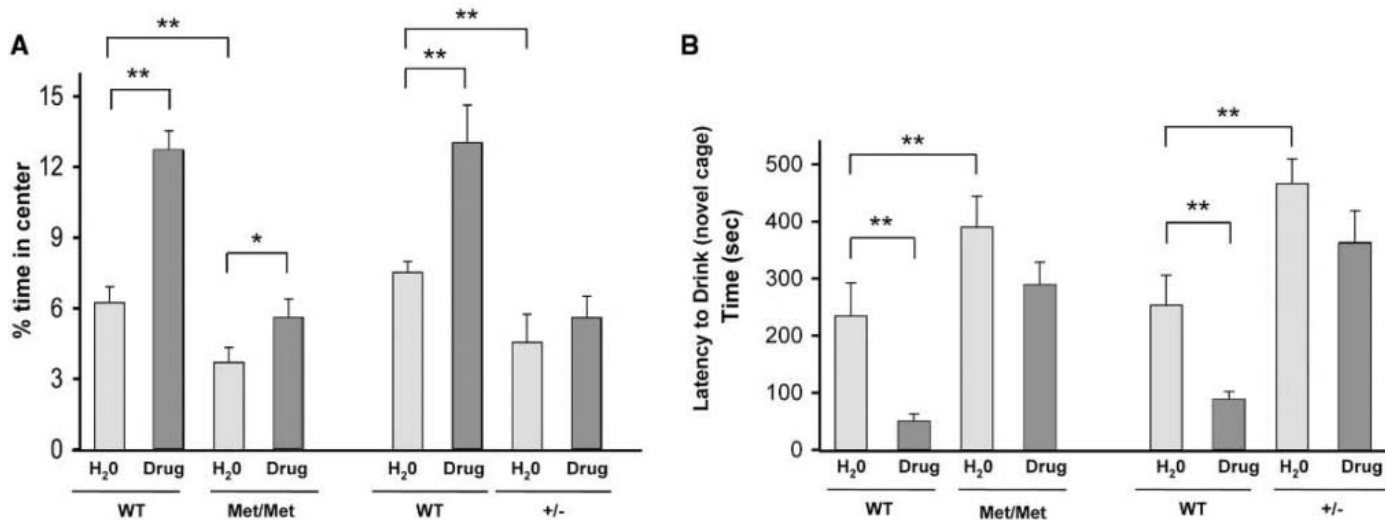 A
**
**
**
**
*
% time in center
15
12
9
6
3
0
H₂0 Drug H₂0 Drug H₂0 Drug H₂0 Drug
WT Met/Met WT +/-
B
**
**
**
**
Latency to Drink (novel cage)
Time (sec)
500
400
300
200
100
0
H₂0 Drug H₂0 Drug H₂0 Drug H₂0 Drug
WT Met/Met WT +/-